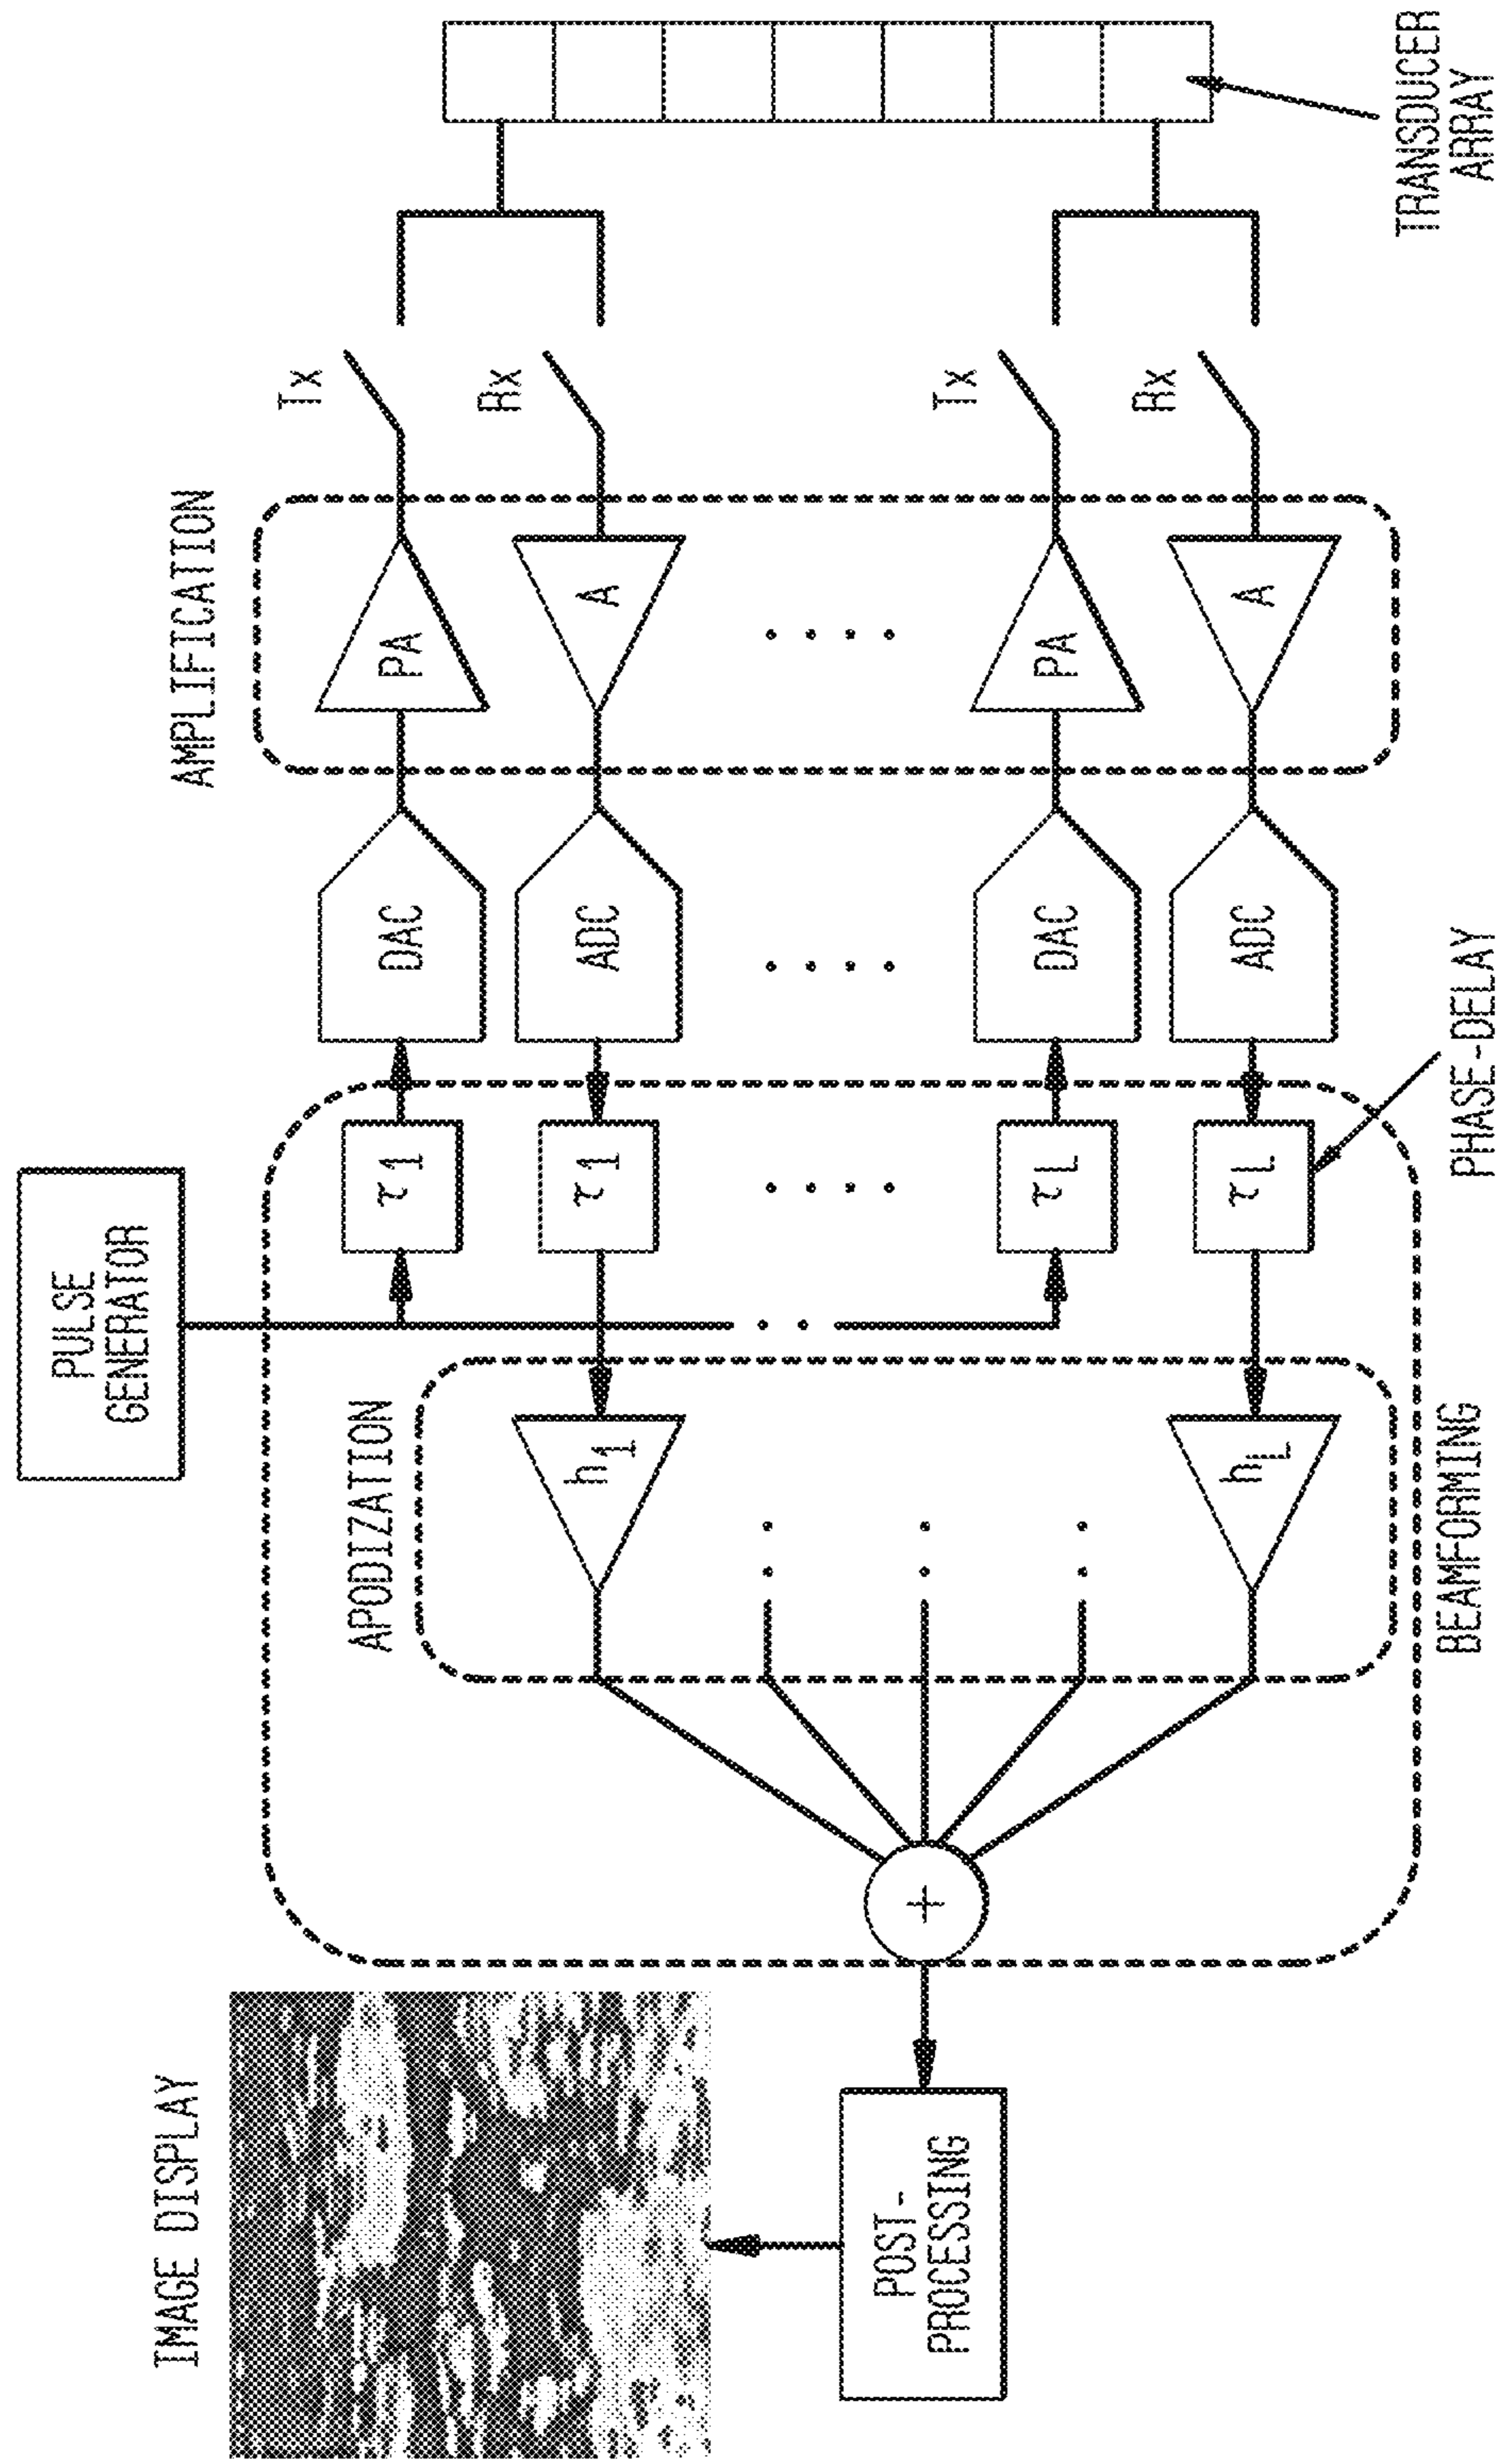 PULSE
GENERATOR
AMPLIFICATION
Tx
τ1
DAC
PA
Rx
APODIZATION
h1
τ1
ADC
A
IMAGE DISPLAY
+
Tx
τL
DAC
PA
Rx
POST-
PROCESSING
hL
τL
ADC
A
BEAMFORMING
PHASE-DELAY
TRANSDUCER
ARRAY